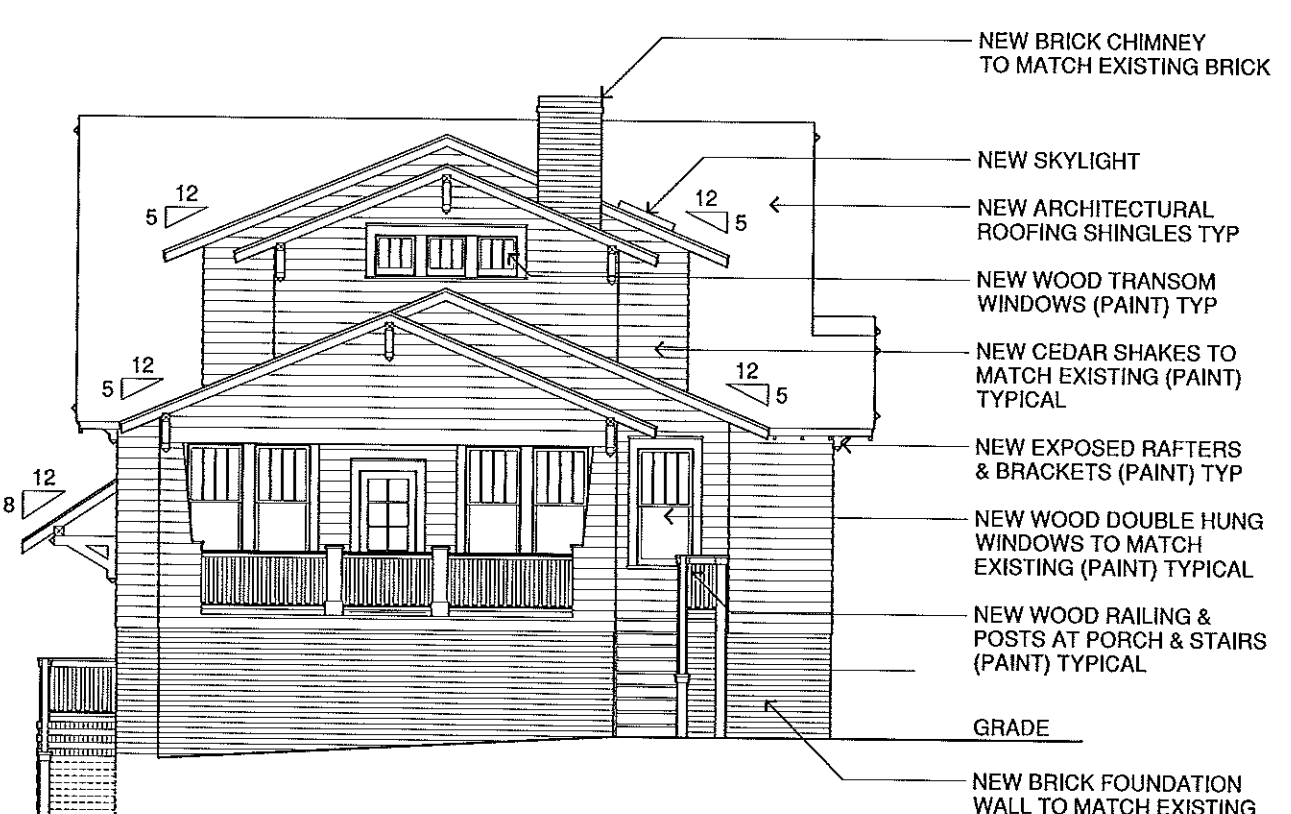 NEW BRICK CHIMNEY
TO MATCH EXISTING BRICK
NEW SKYLIGHT
NEW ARCHITECTURAL
ROOFING SHINGLES TYP
NEW WOOD TRANSOM
WINDOWS (PAINT) TYP
NEW CEDAR SHAKES TO
MATCH EXISTING (PAINT)
TYPICAL
NEW EXPOSED RAFTERS
& BRACKETS (PAINT) TYP
NEW WOOD DOUBLE HUNG
WINDOWS TO MATCH
EXISTING (PAINT) TYPICAL
NEW WOOD RAILING &
POSTS AT PORCH & STAIRS
(PAINT) TYPICAL
GRADE
NEW BRICK FOUNDATION
WALL TO MATCH EXISTING
12
5
12
5
12
5
12
5
12
8